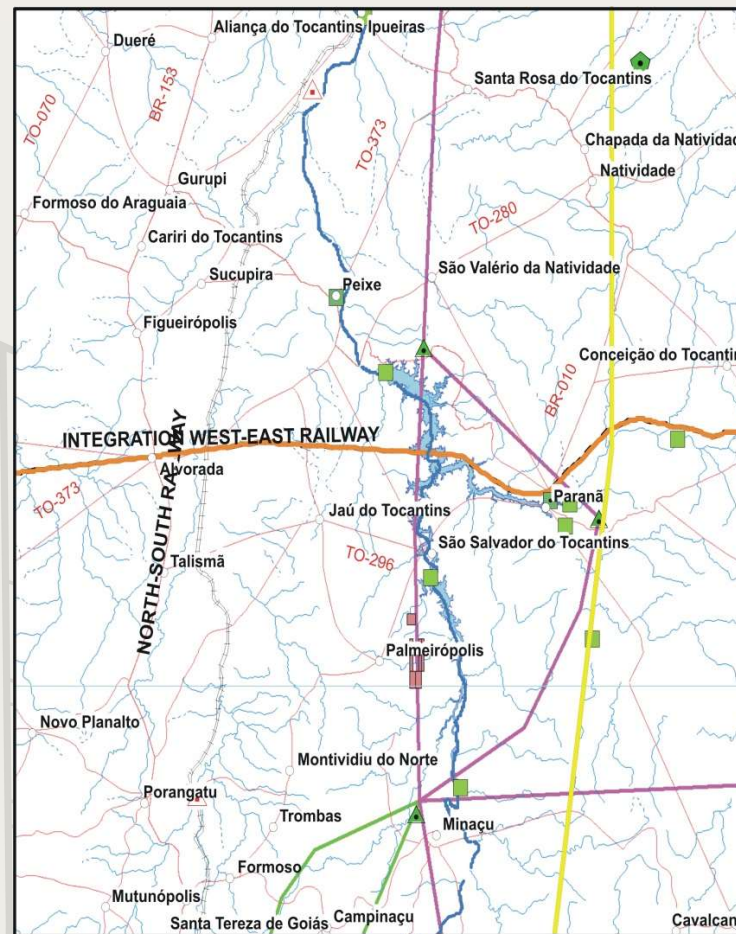 Aliança do Tocantins Ipueiras
Dueré
Santa Rosa do Tocantins
BR-153
TO-070
TO-373
Chapada da Natividad
Natividade
Gurupi
Formoso do Araguaia
TO-280
Cariri do Tocantins
Sucupira
São Valério da Natividade
Peixe
Figueirópolis
Conceição do Tocantin
BR-010
INTEGRATION WEST-EAST RAILWAY
Alvorada
TO-373
Paranã
Jaú do Tocantins
São Salvador do Tocantins
TO-296
Talismã
NORTH-SOUTH RAILWAY
Palmeirópolis
Novo Planalto
Montividiu do Norte
Porangatu
Trombas
Minaçu
Formoso
Mutunópolis
Santa Tereza de Goiás
Campinaçu
Cavalcan